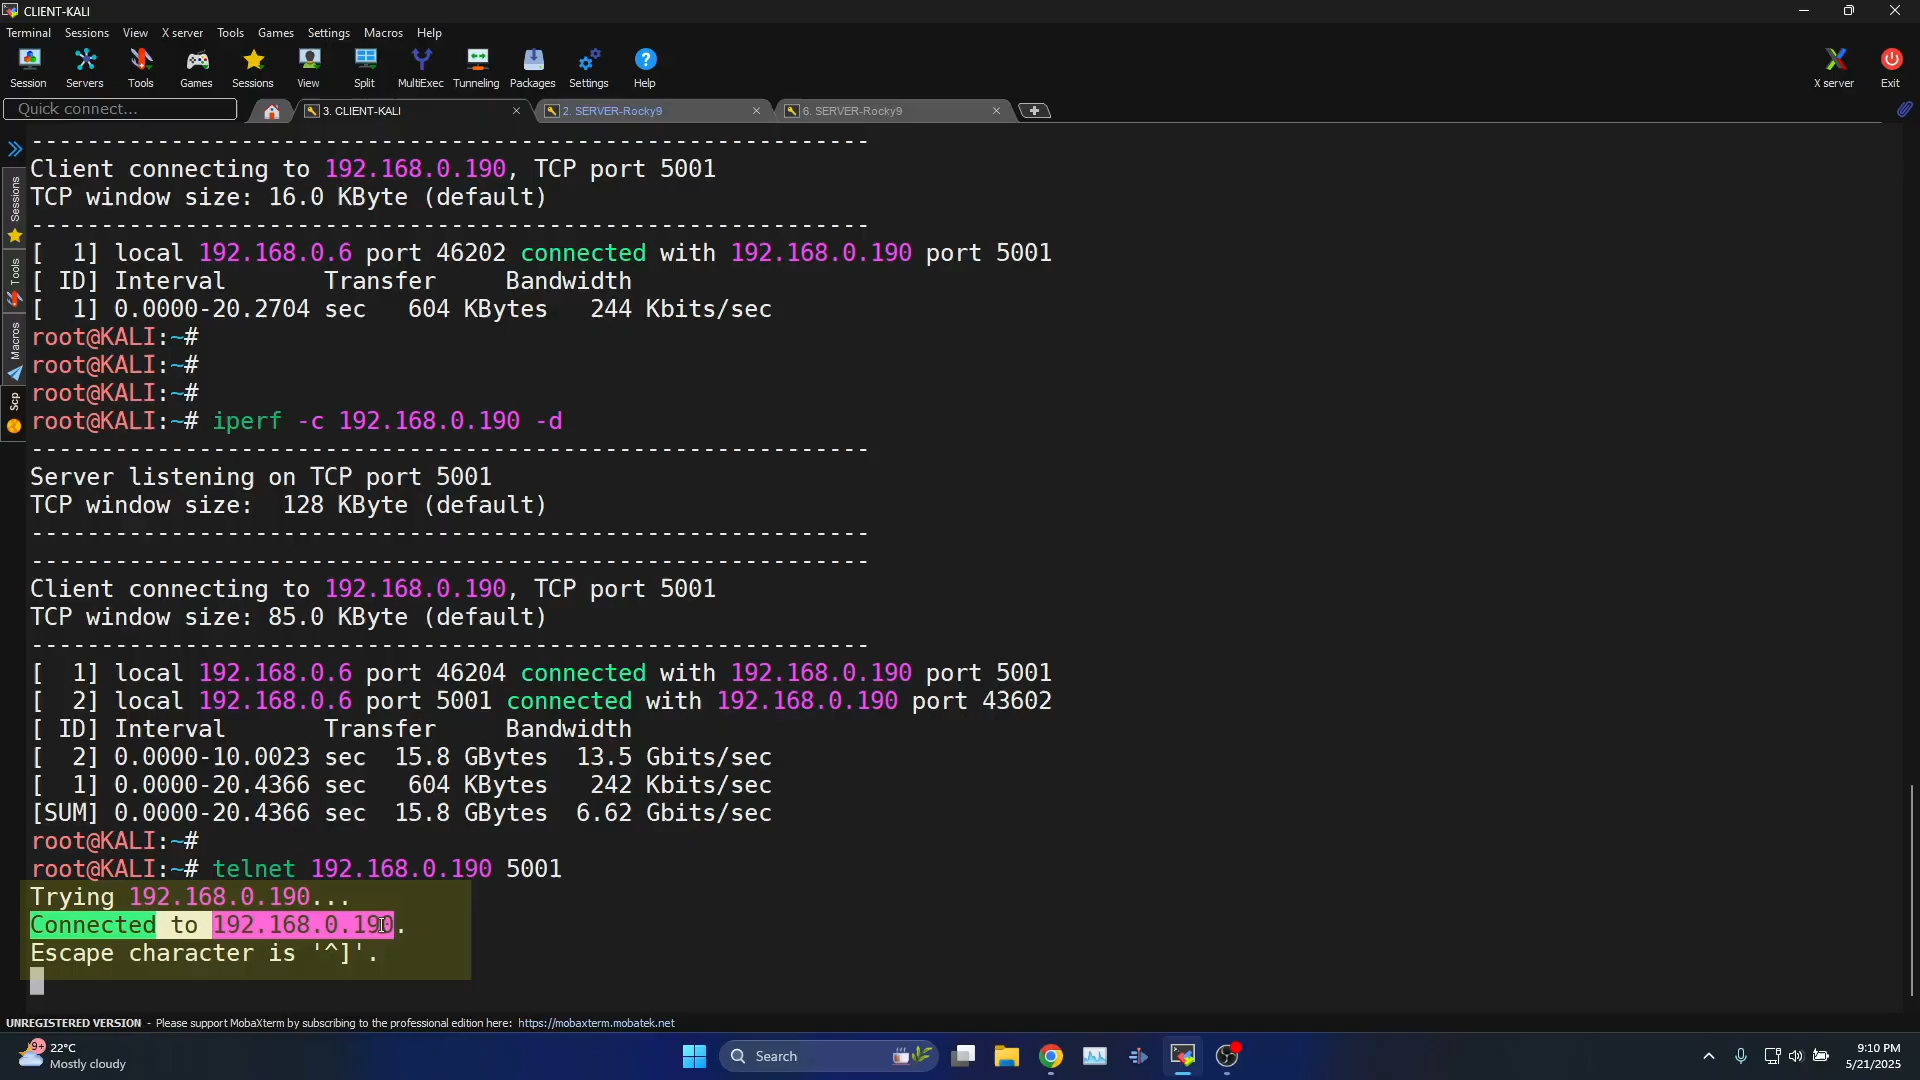 CLIENT-KALI
Terminal Sessions View X server Tools Games Settings Macros Help
Session Servers Tools Games Sessions View Split MultiExec Tunneling Packages Settings Help X server Exit
Quick connect... 3. CLIENT-KALI 2. SERVER-Rocky9 6. SERVER-Rocky9
Sessions
Tools
Macros
Scp
------------------------------------------------------------
Client connecting to 192.168.0.190, TCP port 5001
TCP window size: 16.0 KByte (default)
------------------------------------------------------------
[  1] local 192.168.0.6 port 46202 connected with 192.168.0.190 port 5001
[ ID] Interval       Transfer     Bandwidth
[  1] 0.0000-20.2704 sec   604 KBytes   244 Kbits/sec
root@KALI:~#
root@KALI:~#
root@KALI:~#
root@KALI:~# iperf -c 192.168.0.190 -d
------------------------------------------------------------
Server listening on TCP port 5001
TCP window size:  128 KByte (default)
------------------------------------------------------------
------------------------------------------------------------
Client connecting to 192.168.0.190, TCP port 5001
TCP window size: 85.0 KByte (default)
------------------------------------------------------------
[  1] local 192.168.0.6 port 46204 connected with 192.168.0.190 port 5001
[  2] local 192.168.0.6 port 5001 connected with 192.168.0.190 port 43602
[ ID] Interval       Transfer     Bandwidth
[  2] 0.0000-10.0023 sec  15.8 GBytes  13.5 Gbits/sec
[  1] 0.0000-20.4366 sec   604 KBytes   242 Kbits/sec
[SUM] 0.0000-20.4366 sec  15.8 GBytes  6.62 Gbits/sec
root@KALI:~#
root@KALI:~# telnet 192.168.0.190 5001
Trying 192.168.0.190...
Connected to 192.168.0.190.
Escape character is '^]'.
UNREGISTERED VERSION - Please support MobaXterm by subscribing to the professional edition here: https://mobaxterm.mobatek.net
9+ 22°C
Mostly cloudy
Search
9:10 PM
5/21/2025